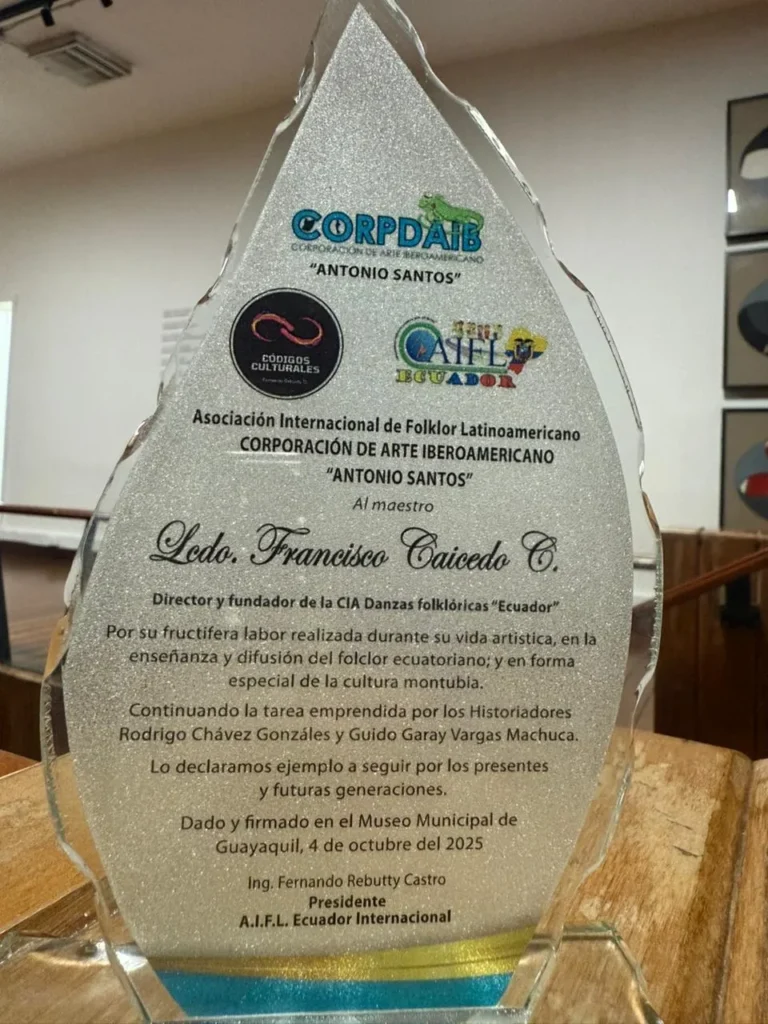 CORPDAIB
CORPORACIÓN DE ARTE IBEROAMERICANO
"ANTONIO SANTOS"
CÓDIGOS
CULTURALES
AIFL
ECUADOR
Asociación Internacional de Folklor Latinoamericano
CORPORACIÓN DE ARTE IBEROAMERICANO
"ANTONIO SANTOS"
Al maestro
Lcdo. Francisco Caicedo C.
Director y fundador de la CIA Danzas folklóricas "Ecuador"
Por su fructifera labor realizada durante su vida artistica, en la
enseñanza y difusión del folclor ecuatoriano; y en forma
especial de la cultura montubia.
Continuando la tarea emprendida por los Historiadores
Rodrigo Chávez Gonzáles y Guido Garay Vargas Machuca.
Lo declaramos ejemplo a seguir por los presentes
y futuras generaciones.
Dado y firmado en el Museo Municipal de
Guayaquil, 4 de octubre del 2025
Ing. Fernando Rebutty Castro
Presidente
A.I.F.L. Ecuador Internacional